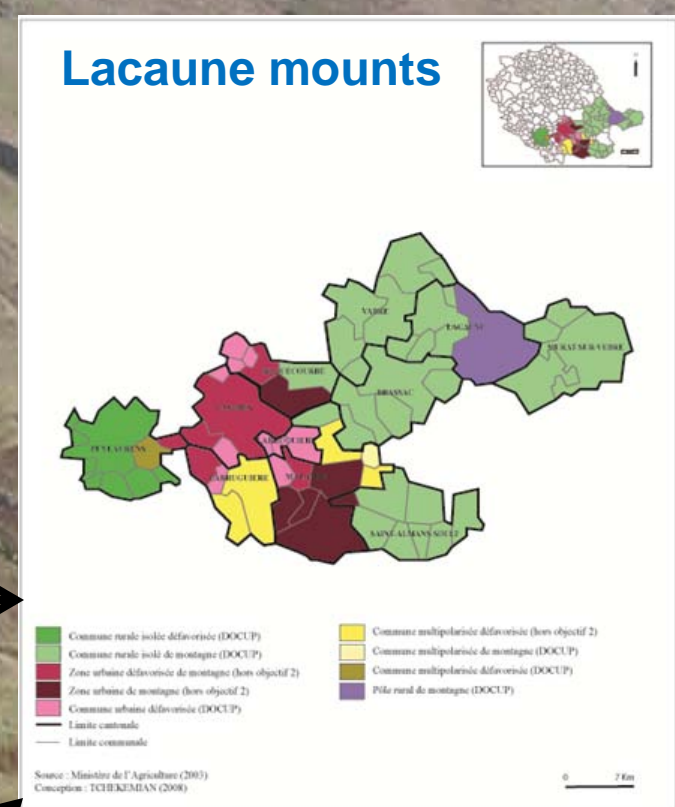 Lacaune mounts
VABRE
LACAUNE
MURAT-SUR-VEBRE
ROQUECOURBE
BRASSAC
CASTRES
PUYLAURENS
LABRUGUIERE
SAINT-AMANS-SOULT
Commune rurale isolée défavorisée (DOCUP)
Commune rurale isolé de montagne (DOCUP)
Zone urbaine défavorisée de montagne (hors objectif 2)
Zone urbaine de montagne (hors objectif 2)
Commune urbaine défavorisée (DOCUP)
Limite cantonale
Limite communale
Commune multipolarisée défavorisée (hors objectif 2)
Commune multipolarisée de montagne (DOCUP)
Commune multipolarisée défavorisée (DOCUP)
Pôle rural de montagne (DOCUP)
Source : Ministère de l'Agriculture (2003)
Conception : TCHEKEMIAN (2008)
0 7 Km